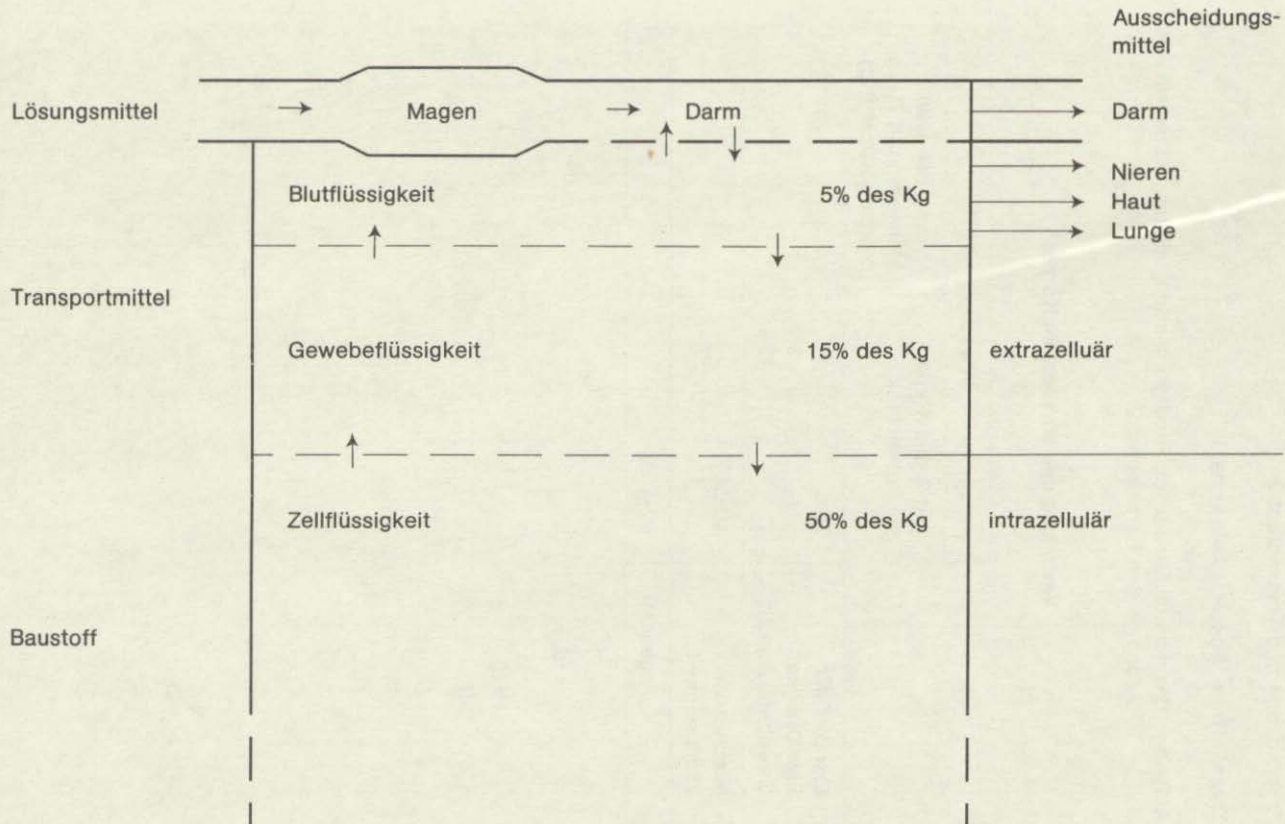 Ausscheidungs-
mittel
Lösungsmittel
Magen
Darm
Darm
Nieren
Blutflüssigkeit
5% des Kg
Haut
Lunge
Transportmittel
Gewebeflüssigkeit
15% des Kg
extrazelluär
Zellflüssigkeit
50% des Kg
intrazellulär
Baustoff